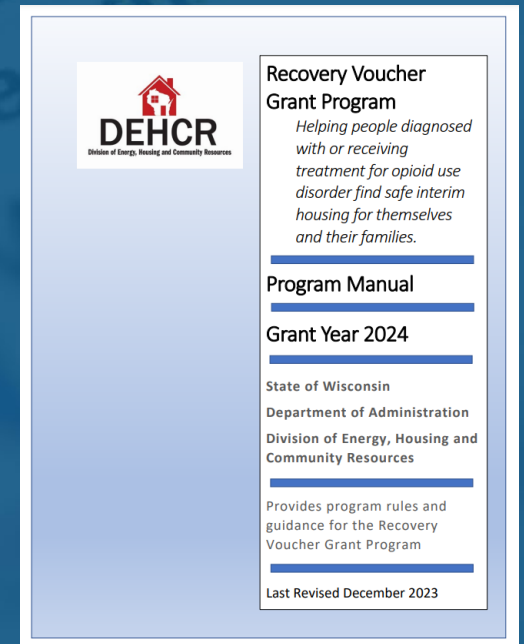 DEHCR
Division of Energy, Housing and Community Resources
Recovery Voucher
Grant Program
Helping people diagnosed
with or receiving
treatment for opioid use
disorder find safe interim
housing for themselves
and their families.
Program Manual
Grant Year 2024
State of Wisconsin
Department of Administration
Division of Energy, Housing and
Community Resources
Provides program rules and
guidance for the Recovery
Voucher Grant Program
Last Revised December 2023